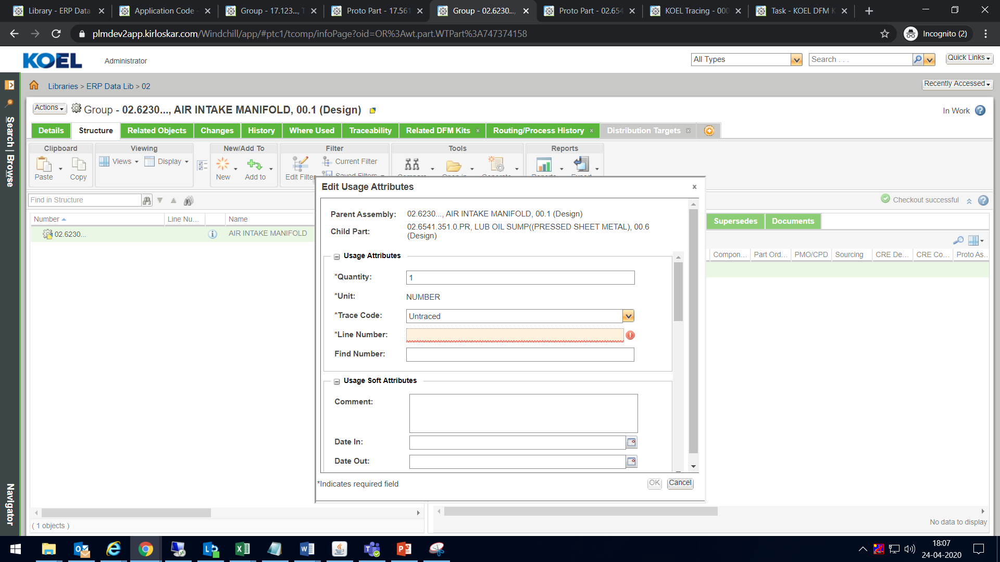 Library - ERP Data
Application Code -
Group - 17.123..., T
Proto Part - 17.561
Group - 02.6230...,
Proto Part - 02.654
KOEL Tracing - 000
Task - KOEL DFM K
plmdev2app.kirloskar.com/Windchill/app/#ptc1/tcomp/infoPage?oid=OR%3Awt.part.WTPart%3A747374158
Incognito (2)
KOEL
Administrator
All Types
Search . . .
Quick Links
Libraries > ERP Data Lib > 02
Recently Accessed
Actions
Group - 02.6230..., AIR INTAKE MANIFOLD, 00.1 (Design)
In Work
Details
Structure
Related Objects
Changes
History
Where Used
Traceability
Related DFM Kits
Routing/Process History
Distribution Targets
Search | Browse
Navigator
Clipboard
Viewing
New/Add To
Filter
Tools
Reports
Paste
Copy
Views
Display
New
Add to
Edit Filter
Current Filter
Saved Filters
Find in Structure
Checkout successful
Number
Line Nu...
Name
02.6230...
AIR INTAKE MANIFOLD
Edit Usage Attributes
x
Parent Assembly:
02.6230..., AIR INTAKE MANIFOLD, 00.1 (Design)
Child Part:
02.6541.351.0.PR, LUB OIL SUMP((PRESSED SHEET METAL), 00.6
(Design)
Usage Attributes
*Quantity:
1
*Unit:
NUMBER
*Trace Code:
Untraced
*Line Number:
Find Number:
Usage Soft Attributes
Comment:
Date In:
Date Out:
*Indicates required field
OK
Cancel
Supersedes
Documents
Compon...
Part Ord...
PMO/CPD
Sourcing
CRE De...
CRE Co...
Proto As...
( 1 objects )
No data to display
18:07
24-04-2020